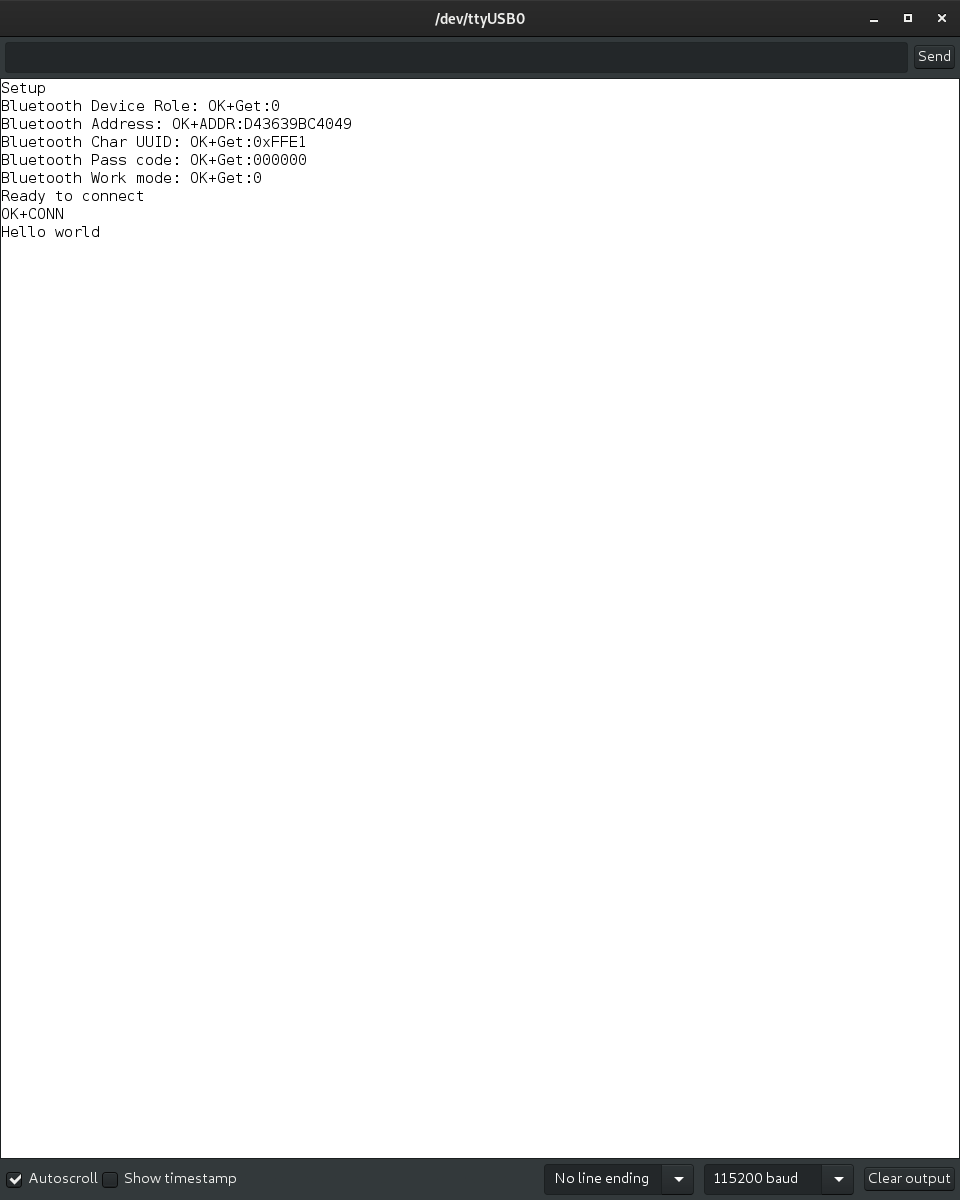 /dev/ttyUSB0
Send
Setup
Bluetooth Device Role: OK+Get:0
Bluetooth Address: OK+ADDR:D43639BC4049
Bluetooth Char UUID: OK+Get:0xFFE1
Bluetooth Pass code: OK+Get:000000
Bluetooth Work mode: OK+Get:0
Ready to connect
OK+CONN
Hello world
Autoscroll Show timestamp No line ending 115200 baud Clear output